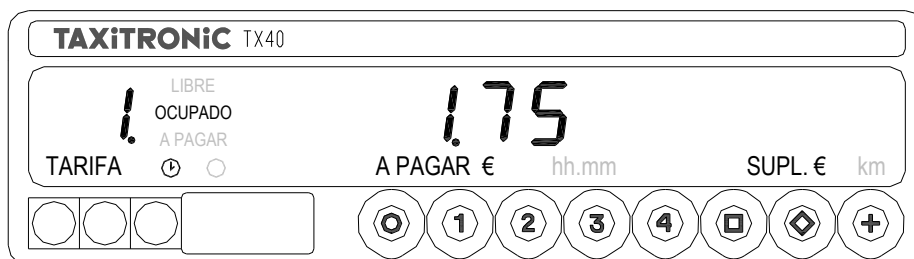 TAXiTRONiC TX40
LIBRE
1. OCUPADO 1.75
A PAGAR
TARIFA A PAGAR € hh.mm SUPL. € km
1 2 3 4 +